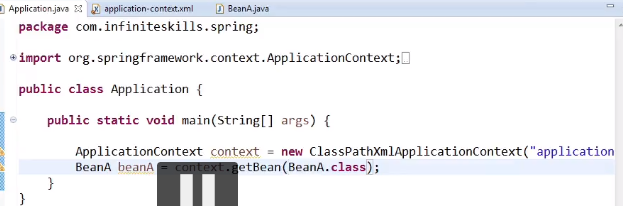 Application.java application-context.xml BeanA.java
package com.infiniteskills.spring;
import org.springframework.context.ApplicationContext;
public class Application {
public static void main(String[] args) {
ApplicationContext context = new ClassPathXmlApplicationContext("application
BeanA beanA = context.getBean(BeanA.class);
}
}